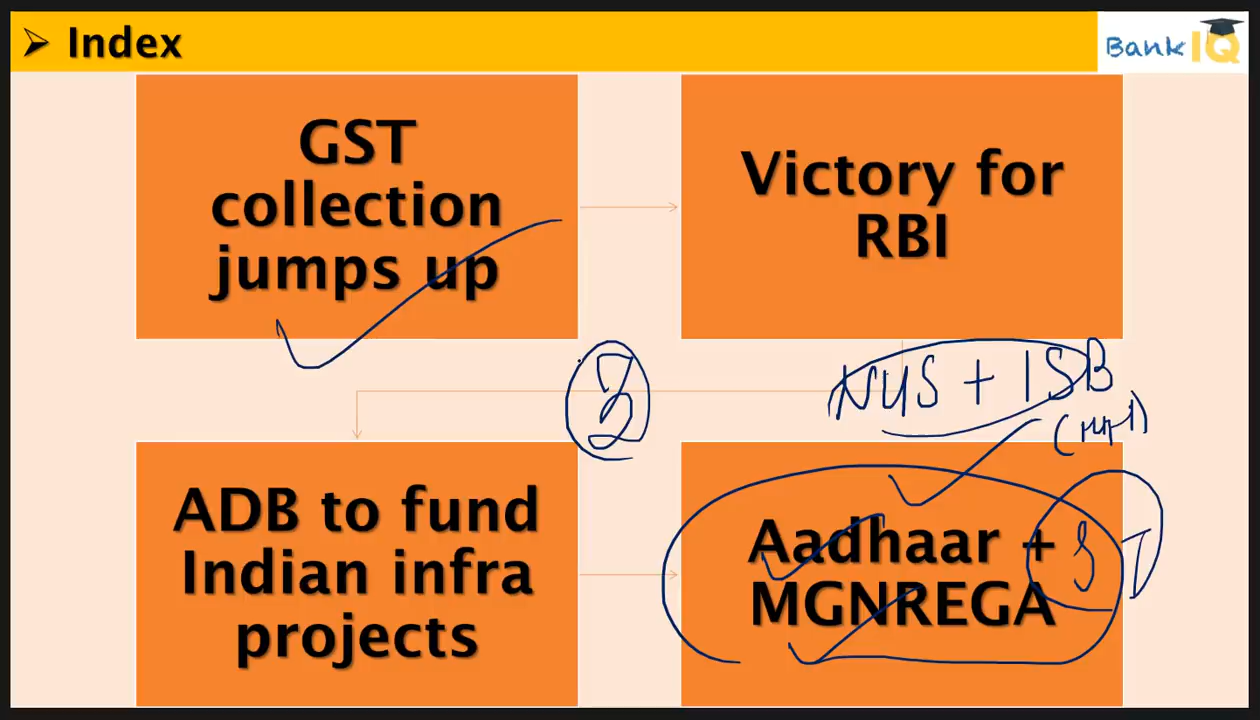 ➢ Index
Bank IQ
GST
collection
jumps up
Victory for
RBI
NUS + ISB
ADB to fund
Indian infra
projects
Aadhaar +
MGNREGA